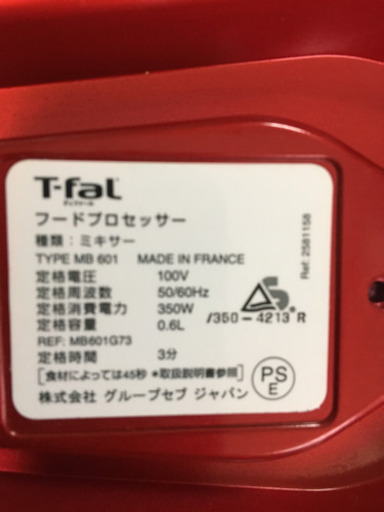 T-fal
ティファール
フードプロセッサー
種類：ミキサー
TYPE MB 601 MADE IN FRANCE
定格電圧 100V
定格周波数 50/60Hz
定格消費電力 350W
定格容量 0.6L
REF: MB601G73
定格時間 3分
[食材によっては45秒 *取扱説明書参照]
株式会社 グループセブ ジャパン
PS
E
S
/350-4213 R
Ref: 2581158